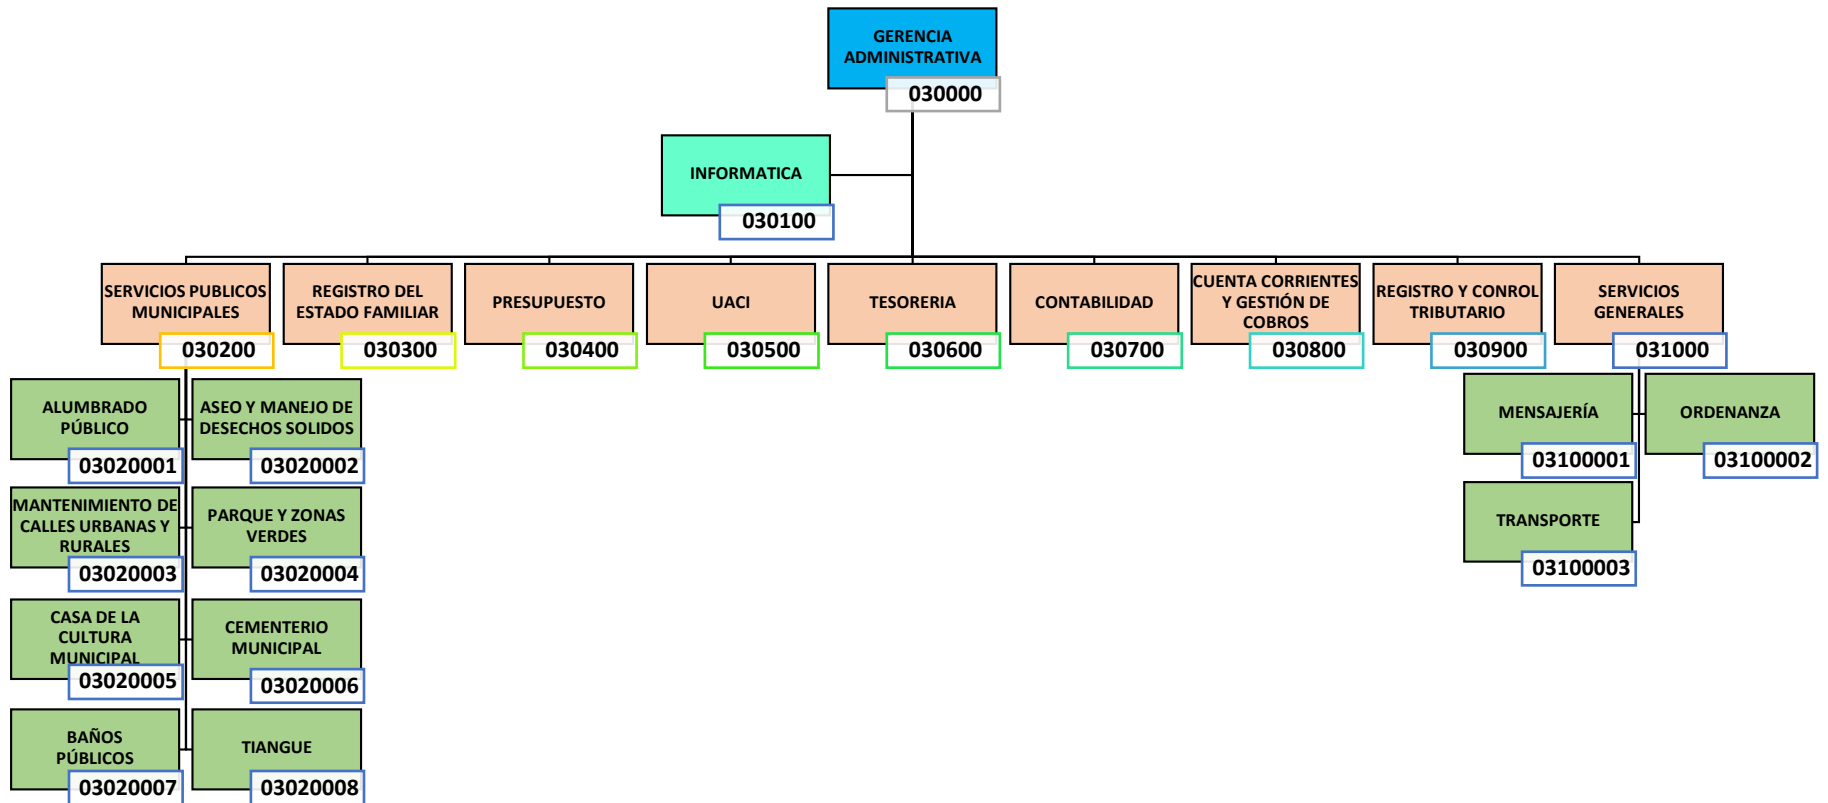 GERENCIA
ADMINISTRATIVA
030000
INFORMATICA
030100
SERVICIOS PUBLICOS
MUNICIPALES
030200
REGISTRO DEL
ESTADO FAMILIAR
030300
PRESUPUESTO
030400
UACI
030500
TESORERIA
030600
CONTABILIDAD
030700
CUENTA CORRIENTES
Y GESTIÓN DE
COBROS
030800
REGISTRO Y CONROL
TRIBUTARIO
030900
SERVICIOS
GENERALES
031000
ALUMBRADO
PÚBLICO
03020001
ASEO Y MANEJO DE
DESECHOS SOLIDOS
03020002
MANTENIMIENTO DE
CALLES URBANAS Y
RURALES
03020003
PARQUE Y ZONAS
VERDES
03020004
CASA DE LA
CULTURA
MUNICIPAL
03020005
CEMENTERIO
MUNICIPAL
03020006
BAÑOS
PÚBLICOS
03020007
TIANGUE
03020008
MENSAJERÍA
03100001
ORDENANZA
03100002
TRANSPORTE
03100003